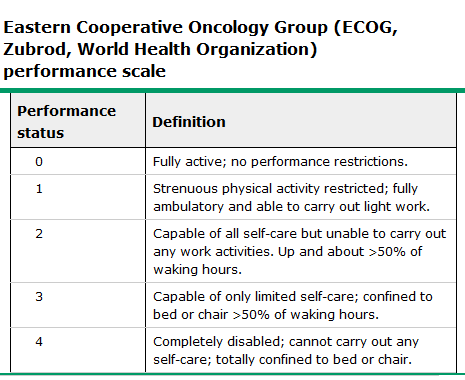 Eastern Cooperative Oncology Group (ECOG,
Zubrod, World Health Organization)
performance scale
Performance
status
Definition
0
Fully active; no performance restrictions.
1
Strenuous physical activity restricted; fully
ambulatory and able to carry out light work.
2
Capable of all self-care but unable to carry out
any work activities. Up and about >50% of
waking hours.
3
Capable of only limited self-care; confined to
bed or chair >50% of waking hours.
4
Completely disabled; cannot carry out any
self-care; totally confined to bed or chair.